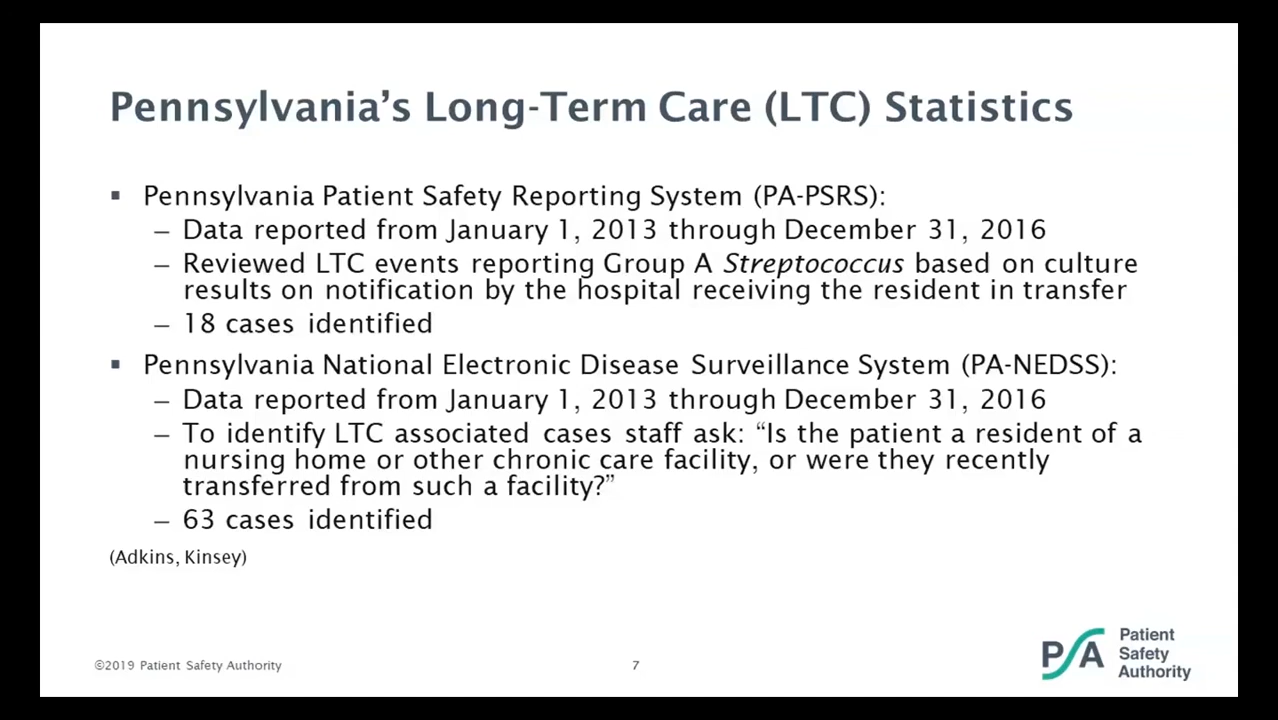 Pennsylvania’s Long-Term Care (LTC) Statistics
▪ Pennsylvania Patient Safety Reporting System (PA-PSRS):
– Data reported from January 1, 2013 through December 31, 2016
– Reviewed LTC events reporting Group A Streptococcus based on culture
results on notification by the hospital receiving the resident in transfer
– 18 cases identified
▪ Pennsylvania National Electronic Disease Surveillance System (PA-NEDSS):
– Data reported from January 1, 2013 through December 31, 2016
– To identify LTC associated cases staff ask: “Is the patient a resident of a
nursing home or other chronic care facility, or were they recently
transferred from such a facility?”
– 63 cases identified
(Adkins, Kinsey)
©2019 Patient Safety Authority
7
PSA
Patient
Safety
Authority